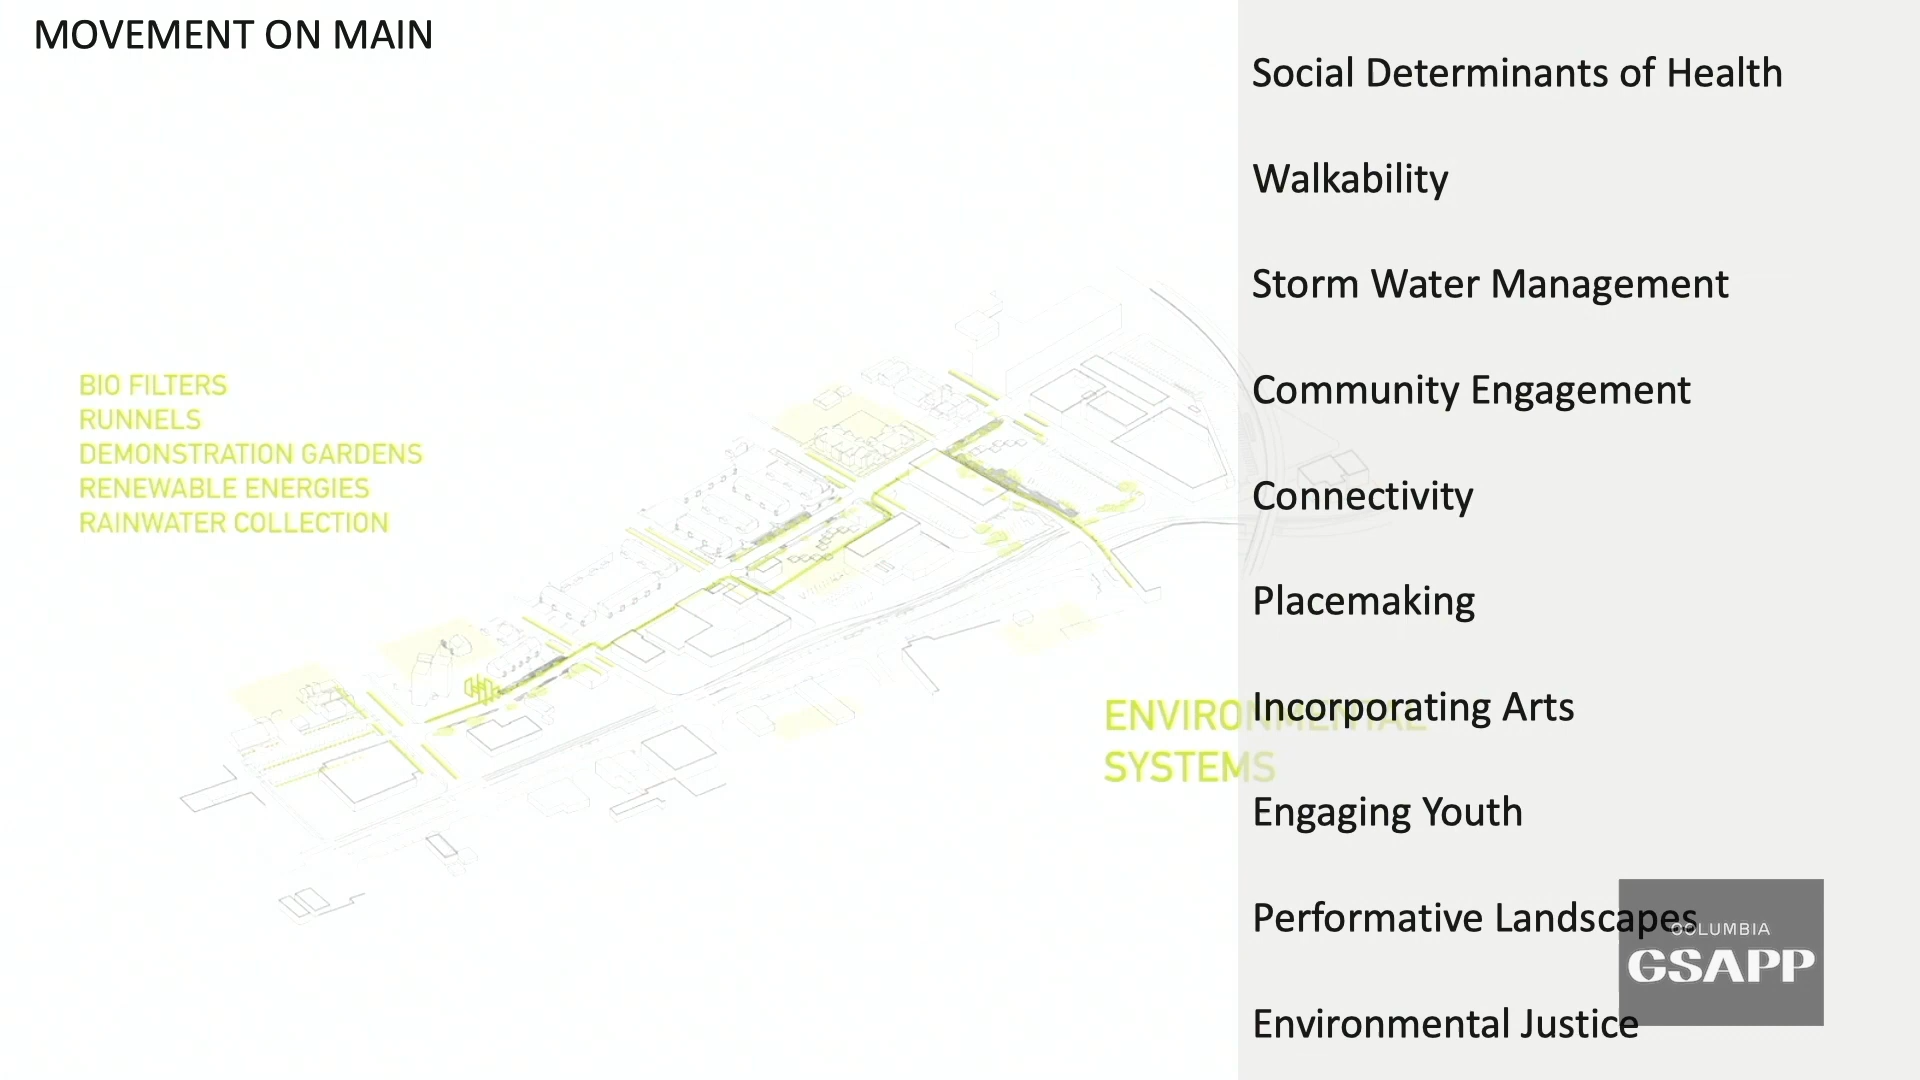 MOVEMENT ON MAIN
BIO FILTERS
RUNNELS
DEMONSTRATION GARDENS
RENEWABLE ENERGIES
RAINWATER COLLECTION
ENVIRONMENTAL
SYSTEMS
Social Determinants of Health
Walkability
Storm Water Management
Community Engagement
Connectivity
Placemaking
Incorporating Arts
Engaging Youth
Performative Landscapes
Environmental Justice
COLUMBIA
GSAPP